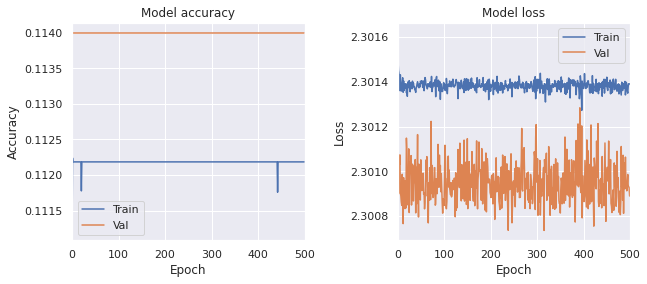 Model accuracy
0.1140
0.1135
0.1130
0.1125
0.1120
0.1115
Accuracy
Train
Val
0 100 200 300 400 500
Epoch
Model loss
2.3016
2.3014
2.3012
2.3010
2.3008
Loss
Train
Val
0 100 200 300 400 500
Epoch